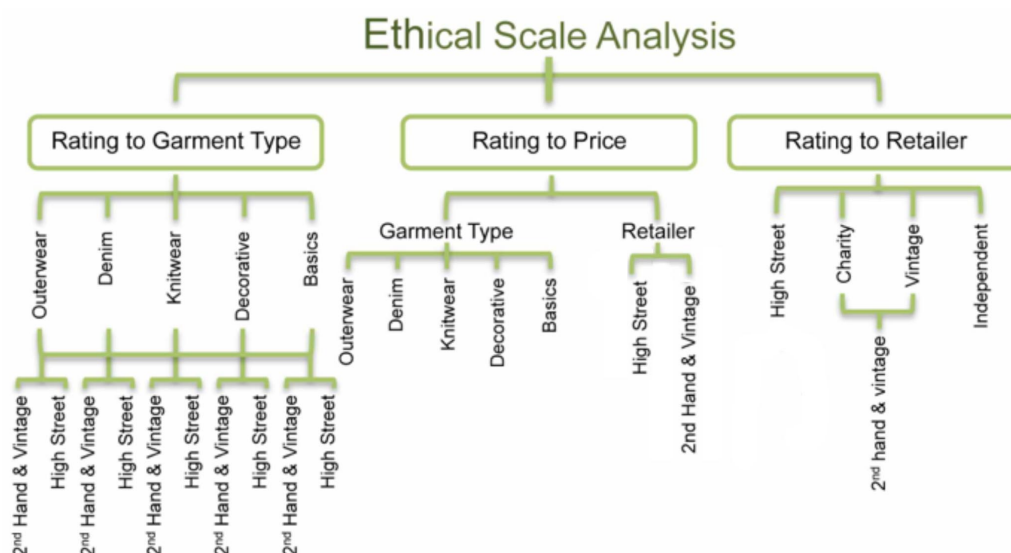 Ethical Scale Analysis
Rating to Garment Type
Rating to Price
Rating to Retailer
Outerwear
Denim
Knitwear
Decorative
Basics
2nd Hand & Vintage
High Street
2nd Hand & Vintage
High Street
2nd Hand & Vintage
High Street
2nd Hand & Vintage
High Street
2nd Hand & Vintage
High Street
Garment Type
Retailer
Outerwear
Denim
Knitwear
Decorative
Basics
High Street
2nd Hand & Vintage
High Street
Charity
Vintage
Independent
2nd hand & vintage